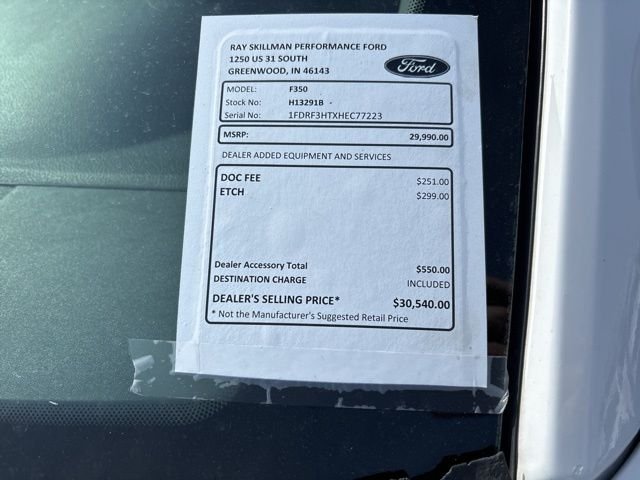 RAY SKILLMAN PERFORMANCE FORD
1250 US 31 SOUTH
GREENWOOD, IN 46143
Ford
MODEL: F350
Stock No: H13291B -
Serial No: 1FDRF3HTXHEC77223
MSRP: 29,990.00
DEALER ADDED EQUIPMENT AND SERVICES
DOC FEE $251.00
ETCH $299.00
Dealer Accessory Total $550.00
DESTINATION CHARGE INCLUDED
DEALER'S SELLING PRICE* $30,540.00
* Not the Manufacturer's Suggested Retail Price